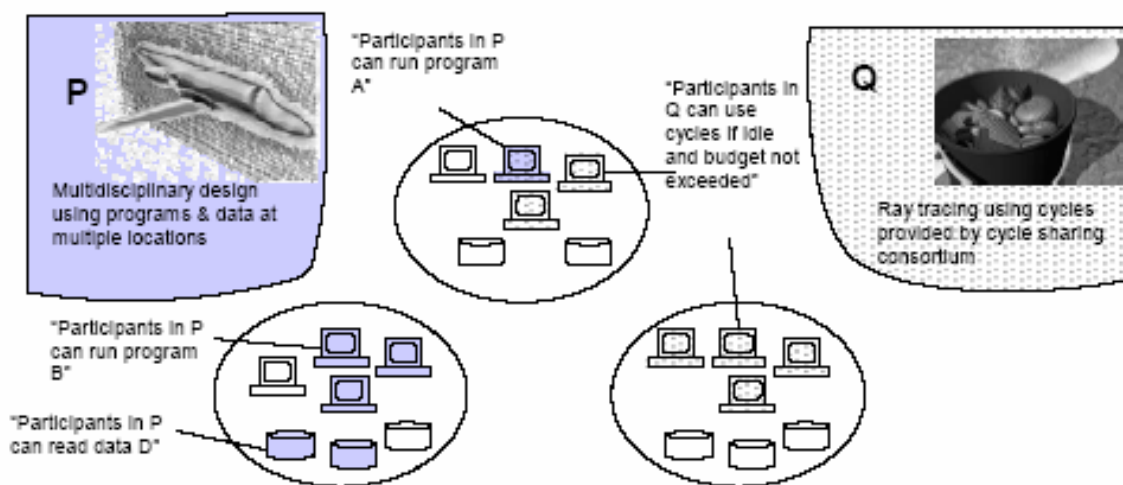 P
Multidisciplinary design
using programs & data at
multiple locations
"Participants in P
can run program
A"
"Participants in
Q can use
cycles if idle
and budget not
exceeded"
Q
Ray tracing using cycles
provided by cycle sharing
consortium
"Participants in P
can run program
B"
"Participants in P
can read data D"